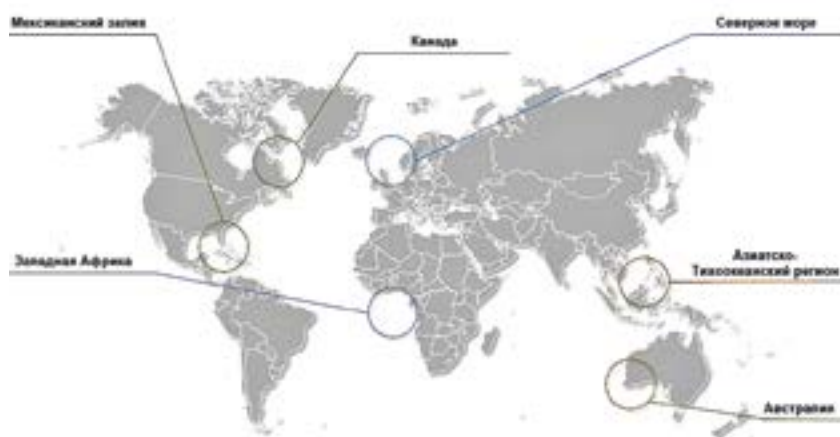 Мексиканский залив
Канада
Северное море
Западная Африка
Азиатско-
Тихоокеанский регион
Австралия